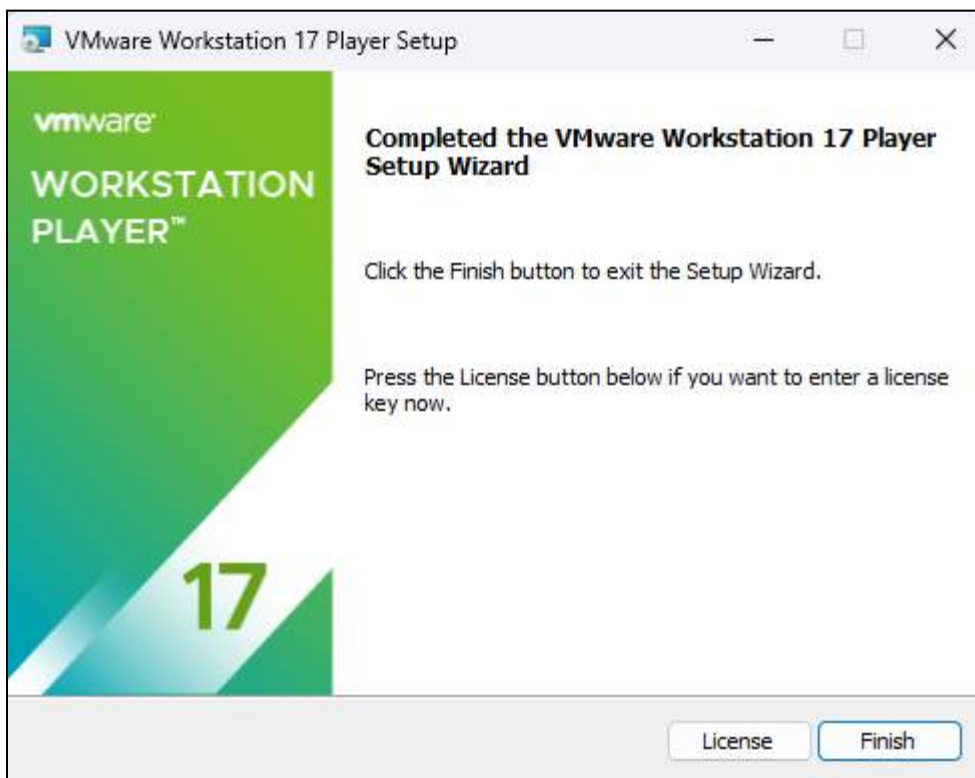 VMware Workstation 17 Player Setup
vmware®
WORKSTATION
PLAYER™
Completed the VMware Workstation 17 Player
Setup Wizard
Click the Finish button to exit the Setup Wizard.
Press the License button below if you want to enter a license
key now.
17
License
Finish